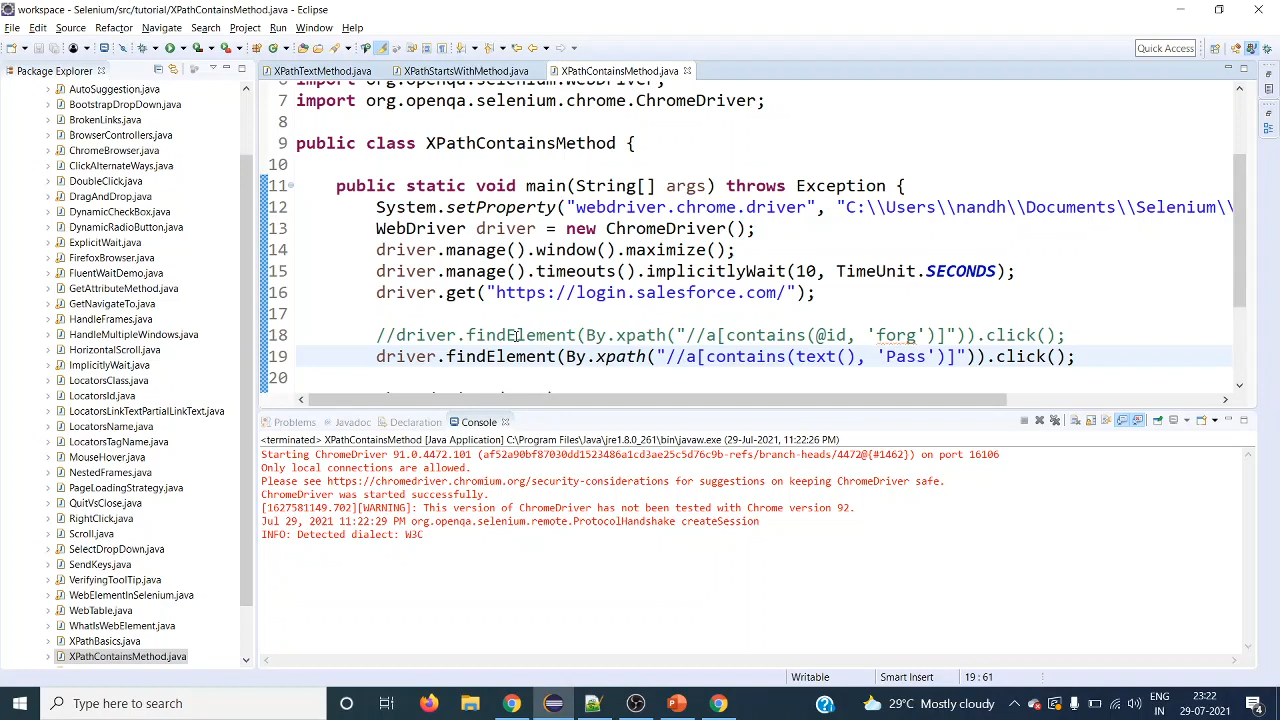 workspace - Selenium/src/tutorial/XPathContainsMethod.java - Eclipse
File Edit Source Refactor Navigate Search Project Run Window Help
Quick Access
Package Explorer
AutoSuggestion.java
BootstrapDropDown.java
BrokenLinks.java
BrowserControllers.java
ChromeBrowser.java
ClickAlternateWays.java
DoubleClick.java
DragAndDrop.java
DynamicCheckBox.java
DynamicRadioButton.java
ExplicitWait.java
FirefoxBrowser.java
FluentWaitDemo.java
GetAttributeMethod.java
GetNavigateTo.java
HandleFrames.java
HandleMultipleWindows.java
HorizontalScroll.java
ImplicitWait.java
LocatorsClass.java
LocatorsId.java
LocatorsLinkTextPartialLinkText.java
LocatorsName.java
LocatorsTagName.java
MouseHover.java
NestedFrames.java
PageLoadingStrategy.java
QuitVsClose.java
RightClick.java
Scroll.java
SelectDropDown.java
SendKeys.java
VerifyingToolTip.java
WebElementInSelenium.java
WebTable.java
WhatIsWebElement.java
XPathBasics.java
XPathContainsMethod.java
XPathTextMethod.java XPathStartsWithMethod.java XPathContainsMethod.java
import org.openqa.selenium.WebDriver;
7 import org.openqa.selenium.chrome.ChromeDriver;
8
9 public class XPathContainsMethod {
10
11 public static void main(String[] args) throws Exception {
12 System.setProperty("webdriver.chrome.driver", "C:\\Users\\nandh\\Documents\\Selenium\\
13 WebDriver driver = new ChromeDriver();
14 driver.manage().window().maximize();
15 driver.manage().timeouts().implicitlyWait(10, TimeUnit.SECONDS);
16 driver.get("https://login.salesforce.com/");
17
18 //driver.findElement(By.xpath("//a[contains(@id, 'forg')]")).click();
19 driver.findElement(By.xpath("//a[contains(text(), 'Pass')]")).click();
20
Problems Javadoc Declaration Console
<terminated> XPathContainsMethod [Java Application] C:\Program Files\Java\jre1.8.0_261\bin\javaw.exe (29-Jul-2021, 11:22:26 PM)
Starting ChromeDriver 91.0.4472.101 (af52a90bf87030dd1523486a1cd3ae25c5d76c9b-refs/branch-heads/4472@{#1462}) on port 16106
Only local connections are allowed.
Please see https://chromedriver.chromium.org/security-considerations for suggestions on keeping ChromeDriver safe.
ChromeDriver was started successfully.
[1627581149.702][WARNING]: This version of ChromeDriver has not been tested with Chrome version 92.
Jul 29, 2021 11:22:29 PM org.openqa.selenium.remote.ProtocolHandshake createSession
INFO: Detected dialect: W3C
Writable Smart Insert 19 : 61
Type here to search
29°C Mostly cloudy
ENG
IN
23:22
29-07-2021
4